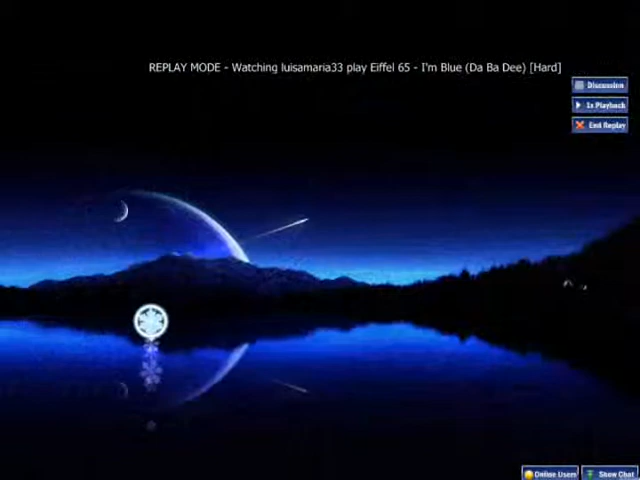 REPLAY MODE - Watching luisamaria33 play Eiffel 65 - I'm Blue (Da Ba Dee) [Hard]
Discussion
1x Playback
End Replay
Online Users
Show Chat